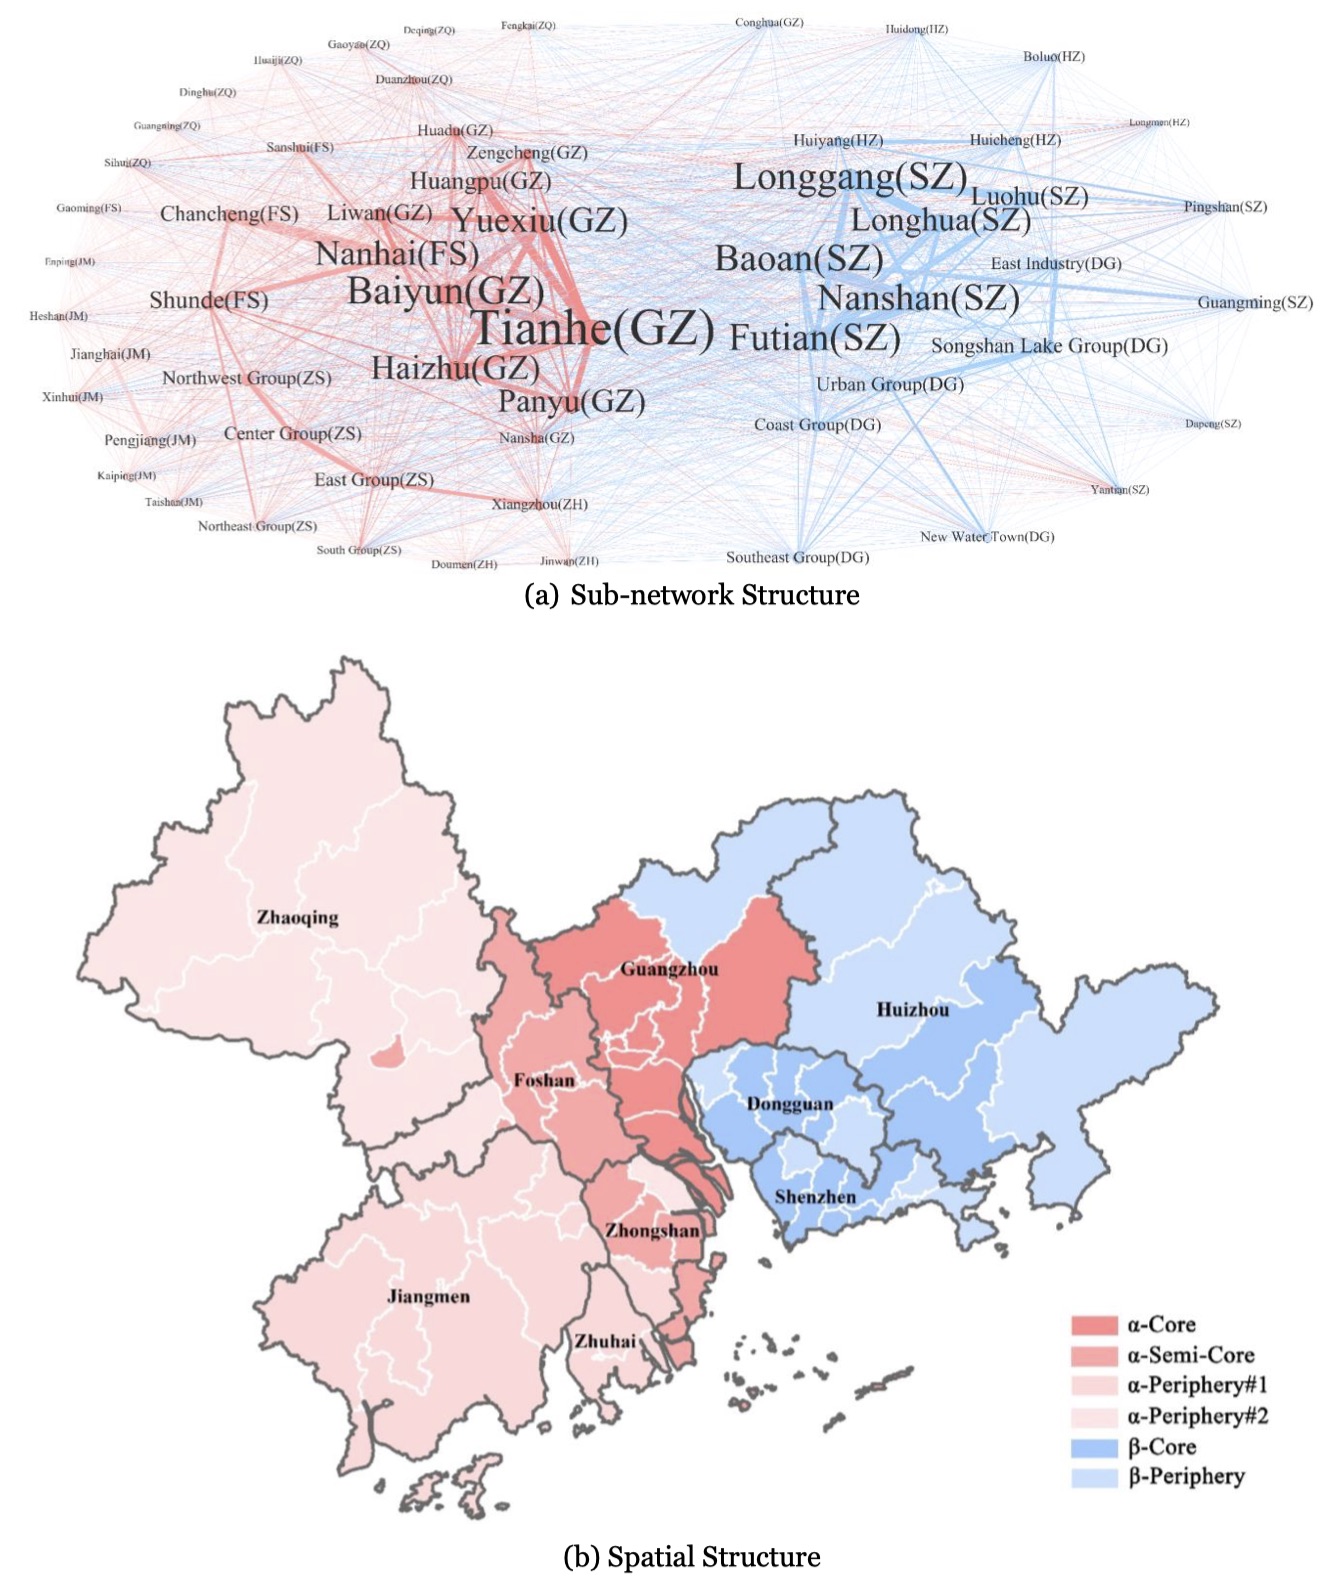 Conghua(GZ)
Fengkai(ZQ)
Deqing(ZQ)
Huidong(HZ)
Gaoyao(ZQ)
Boluo(HZ)
Huaiji(ZQ)
Duanzhou(ZQ)
Dinghu(ZQ)
Longmen(HZ)
Guangning(ZQ)
Huadu(GZ)
Huiyang(HZ)
Huicheng(HZ)
Sanshui(FS)
Zengcheng(GZ)
Sihui(ZQ)
Huangpu(GZ)
Longgang(SZ)
Luohu(SZ)
Gaoming(FS)
Chancheng(FS)
Liwan(GZ)
Yuexiu(GZ)
Longhua(SZ)
Pingshan(SZ)
Nanhai(FS)
Baoan(SZ)
East Industry(DG)
Enping(JM)
Baiyun(GZ)
Shunde(FS)
Nanshan(SZ)
Guangming(SZ)
Heshan(JM)
Tianhe(GZ)
Futian(SZ)
Songshan Lake Group(DG)
Jianghai(JM)
Haizhu(GZ)
Northwest Group(ZS)
Urban Group(DG)
Xinhui(JM)
Panyu(GZ)
Coast Group(DG)
Dapeng(SZ)
Pengjiang(JM)
Center Group(ZS)
Nansha(GZ)
Kaiping(JM)
East Group(ZS)
Yantian(SZ)
Taishan(JM)
Xiangzhou(ZH)
Northeast Group(ZS)
New Water Town(DG)
South Group(ZS)
Doumen(ZH)
Jinwan(ZH)
Southeast Group(DG)
(a) Sub-network Structure
Zhaoqing
Guangzhou
Huizhou
Foshan
Dongguan
Shenzhen
Zhongshan
Jiangmen
Zhuhai
α-Core
α-Semi-Core
α-Periphery#1
α-Periphery#2
β-Core
β-Periphery
(b) Spatial Structure